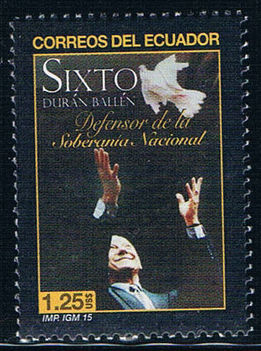 CORREOS DEL ECUADOR
SIXTO
DURÁN BALLÉN
Defensor de la
Soberanía Nacional
1.25 US$
IMP. IGM. 15